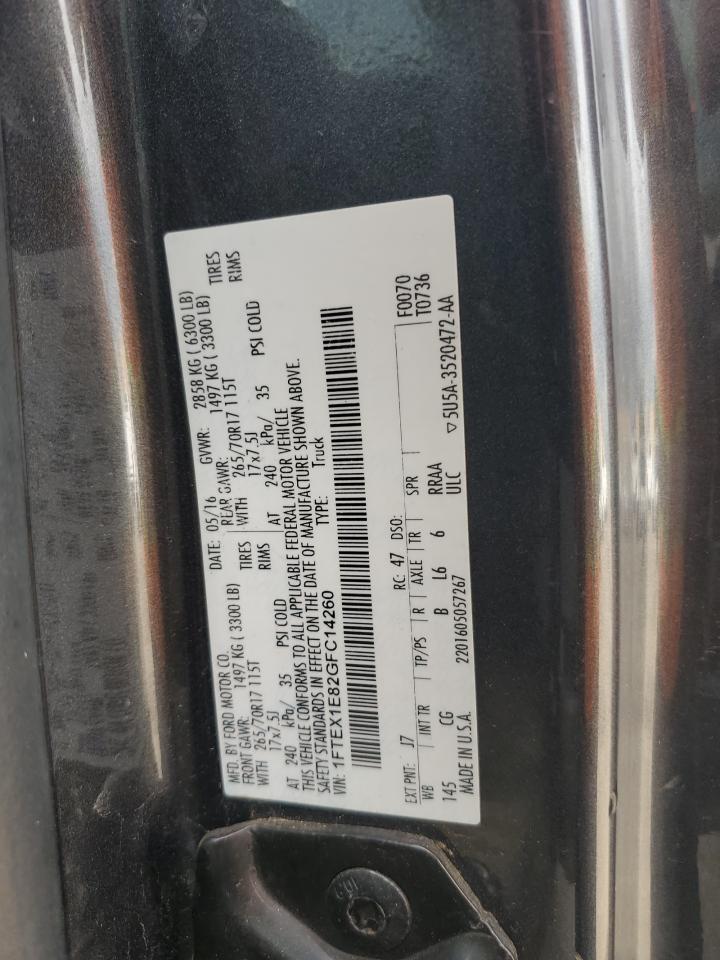 MFD. BY FORD MOTOR CO. DATE: 05/16 GVWR: 2858 KG ( 6300 LB)
FRONT GAWR: 1497 KG ( 3300 LB) REAR GAWR: 1497 KG ( 3300 LB)
WITH 265/70R17 115T TIRES WITH 265/70R17 115T TIRES
17x7.5J RIMS 17x7.5J RIMS
AT 240 kPa/ 35 PSI COLD AT 240 kPa/ 35 PSI COLD
THIS VEHICLE CONFORMS TO ALL APPLICABLE FEDERAL MOTOR VEHICLE
SAFETY STANDARDS IN EFFECT ON THE DATE OF MANUFACTURE SHOWN ABOVE.
VIN: 1FTEX1E82GFC14260 TYPE: Truck
EXT PNT: J7 RC: 47 DSO: F0070
WB INT TR TP/PS R AXLE TR SPR T0736
145 CG B L6 6 RRAA
MADE IN U.S.A. 2201605057267 ULC ▽5U5A-3520472-AA